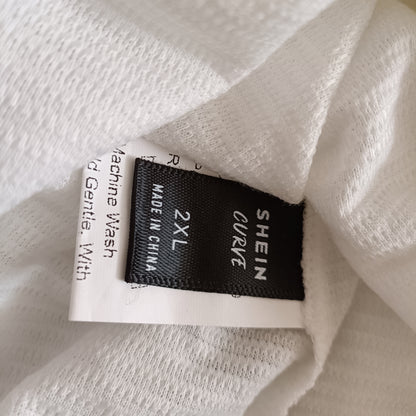 SHEIN
CURVE
2XL
MADE IN CHINA
R
Machine Wash
d Gentle, With